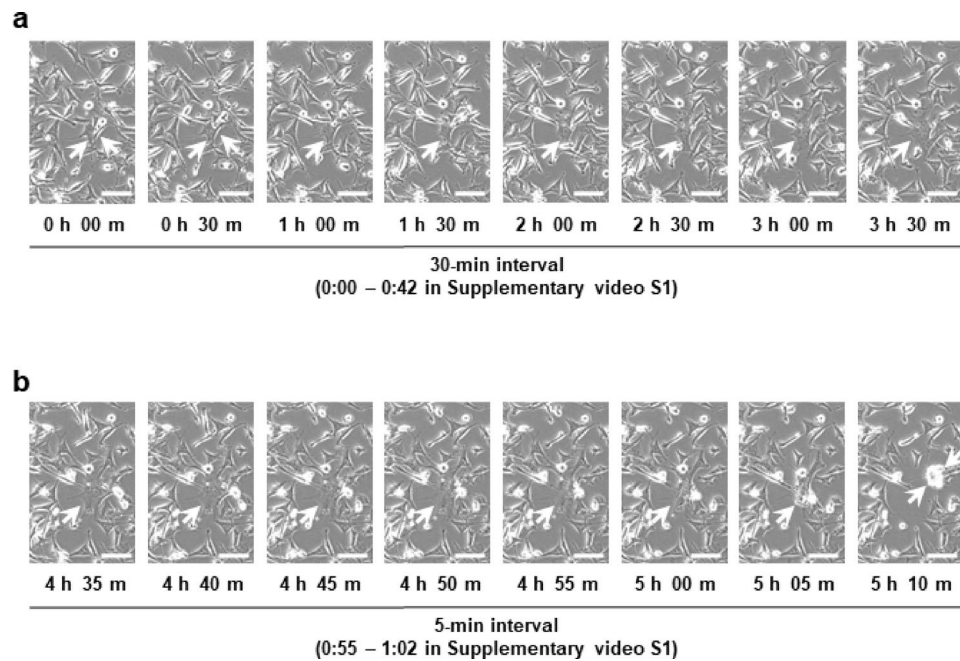 a
0 h 00 m 0 h 30 m 1 h 00 m 1 h 30 m 2 h 00 m 2 h 30 m 3 h 00 m 3 h 30 m
30-min interval
(0:00 – 0:42 in Supplementary video S1)
b
4 h 35 m 4 h 40 m 4 h 45 m 4 h 50 m 4 h 55 m 5 h 00 m 5 h 05 m 5 h 10 m
5-min interval
(0:55 – 1:02 in Supplementary video S1)